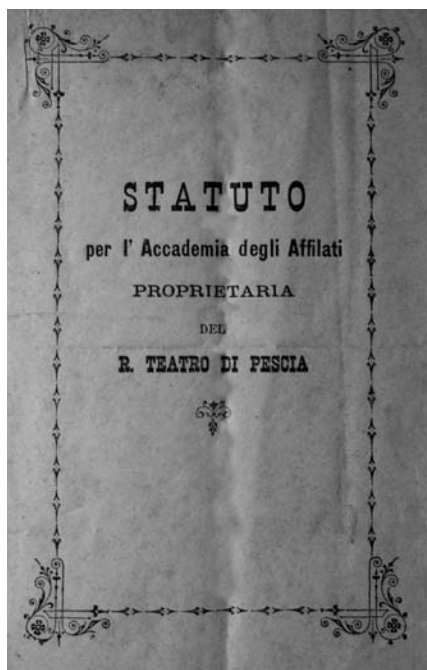 STATUTO
per l' Accademia degli Affilati
PROPRIETARIA
DEL
R. TEATRO DI PESCIA